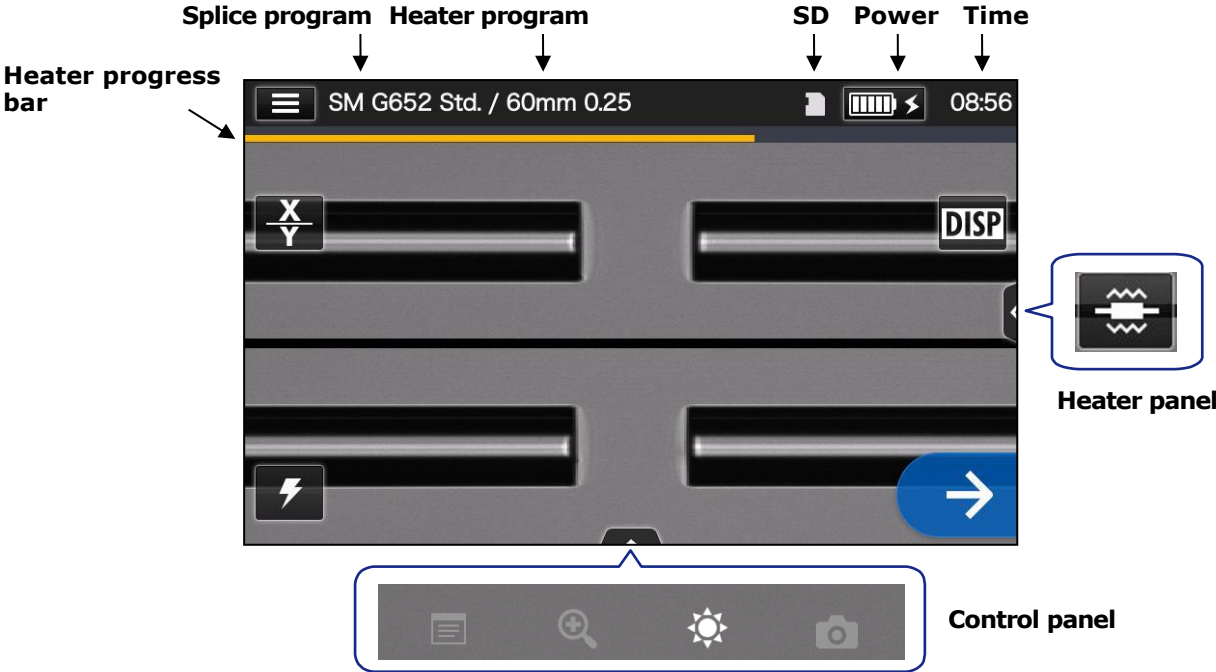 Splice program Heater program SD Power Time
Heater progress
bar
SM G652 Std. / 60mm 0.25 08:56
X
Y
DISP
Heater panel
Control panel